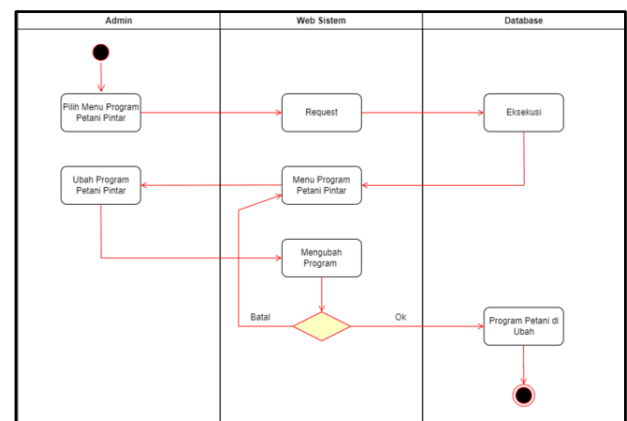 Admin
Web Sistem
Database
Pilih Menu Program
Petani Pintar
Request
Eksekusi
Ubah Program
Petani Pintar
Menu Program
Petani Pintar
Mengubah
Program
Batal
Ok
Program Petani di
Ubah